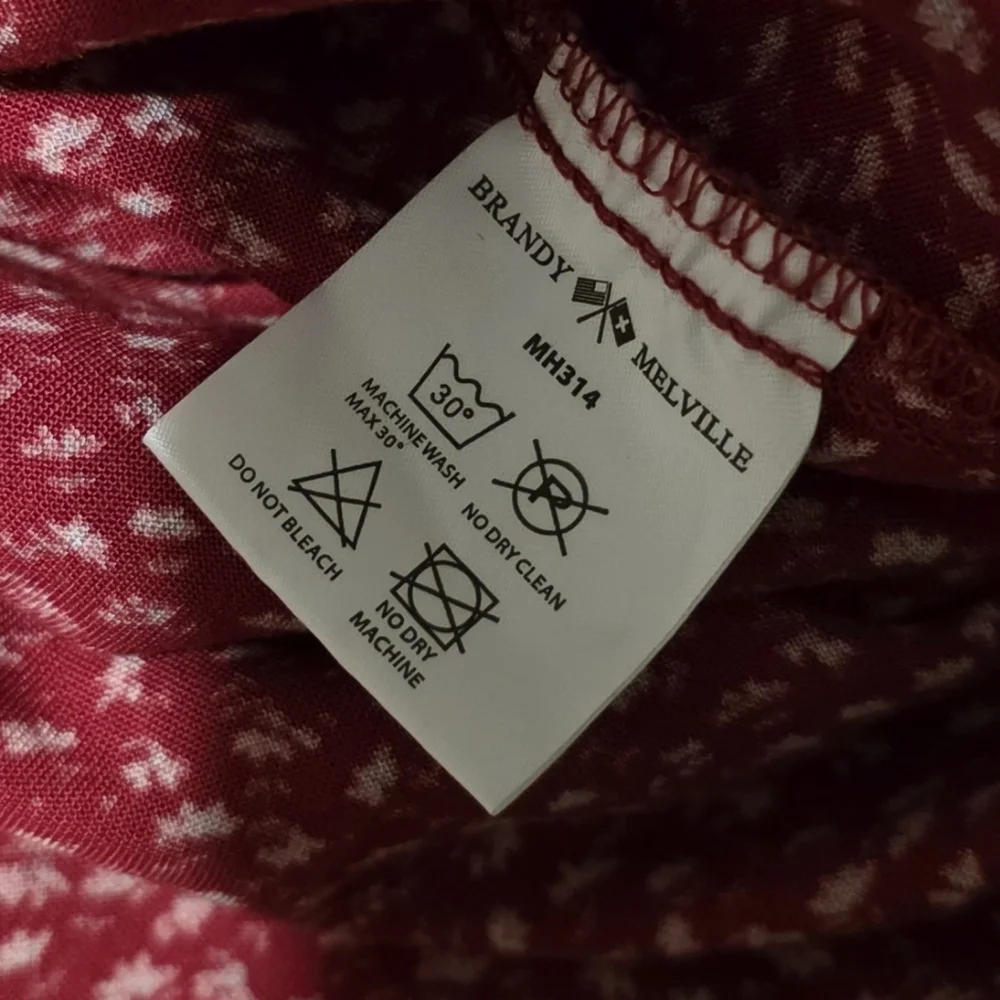 BRANDY MELVILLE
MH314
30°
MACHINE WASH
MAX 30°
P
NO DRY CLEAN
DO NOT BLEACH
NO DRY
MACHINE